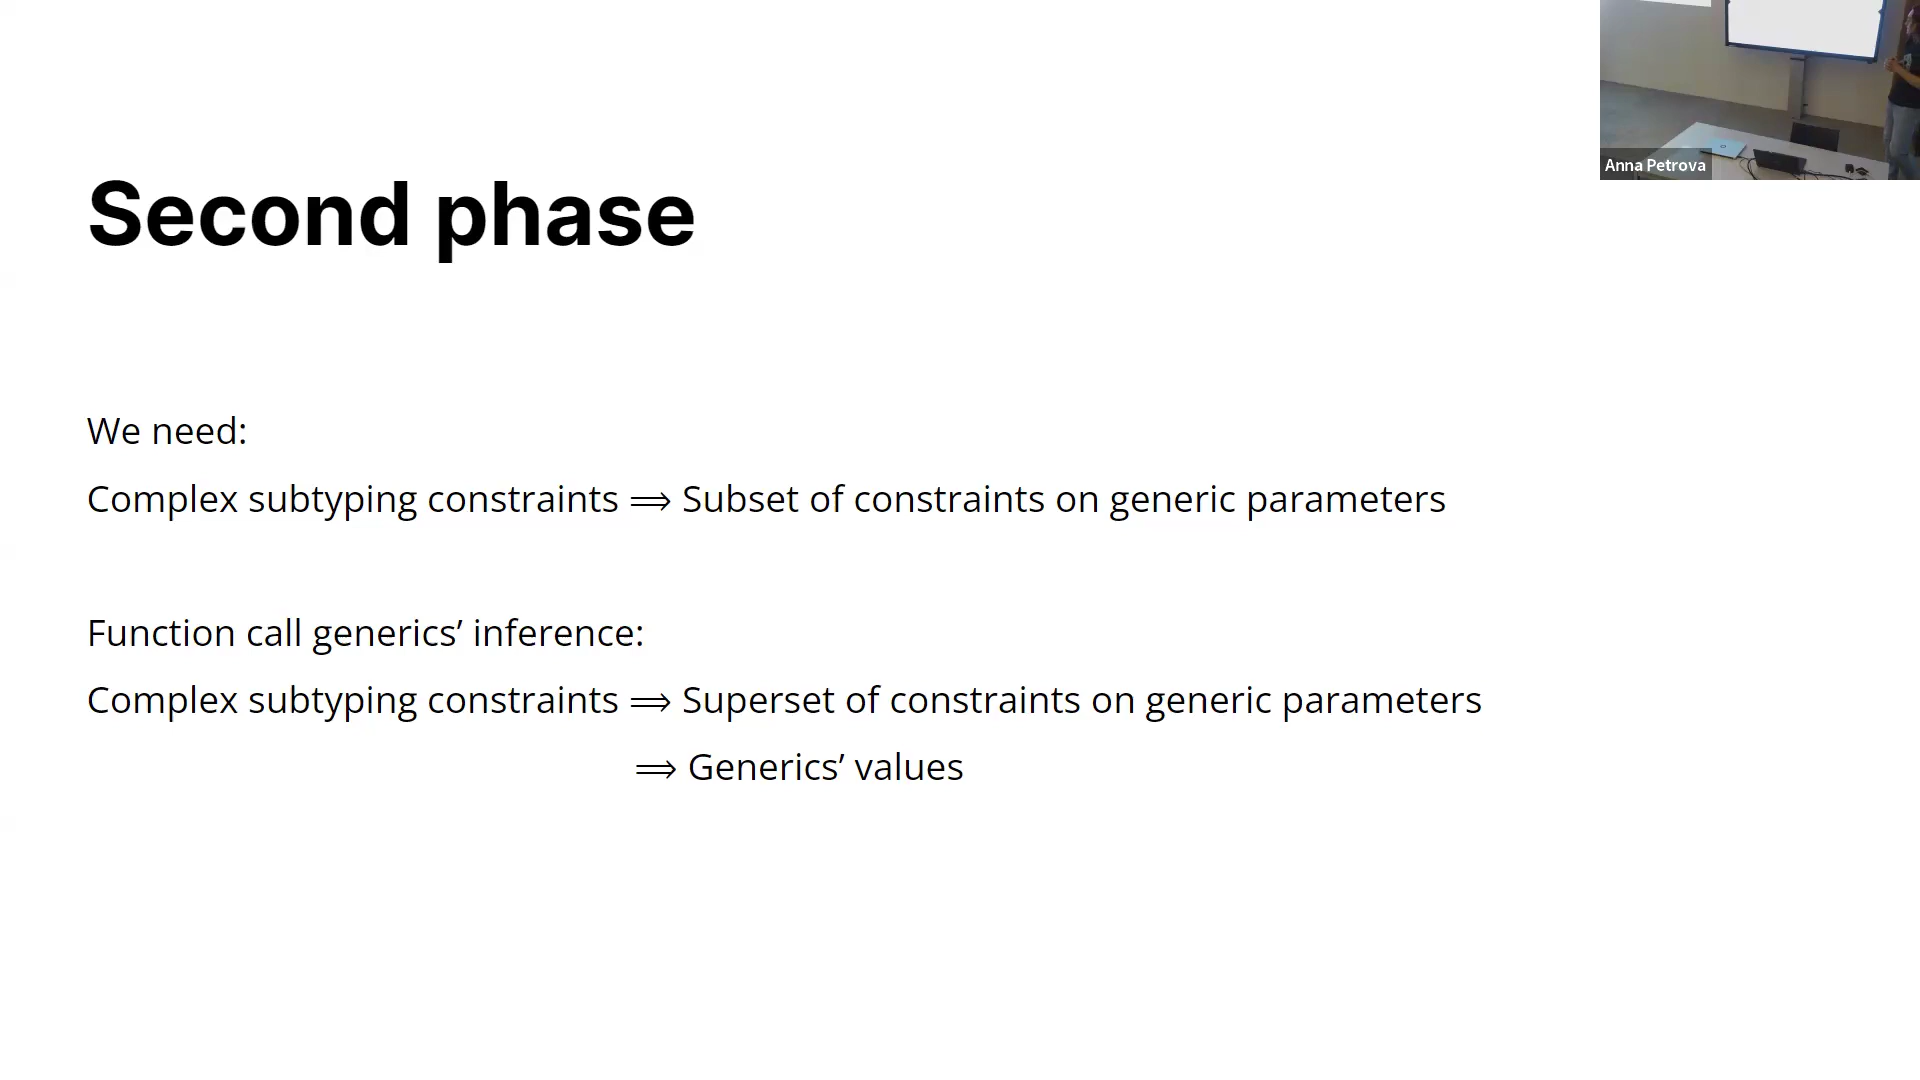 Second phase
We need:
Complex subtyping constraints ⟹ Subset of constraints on generic parameters
Function call generics’ inference:
Complex subtyping constraints ⟹ Superset of constraints on generic parameters
⟹ Generics’ values
Anna Petrova